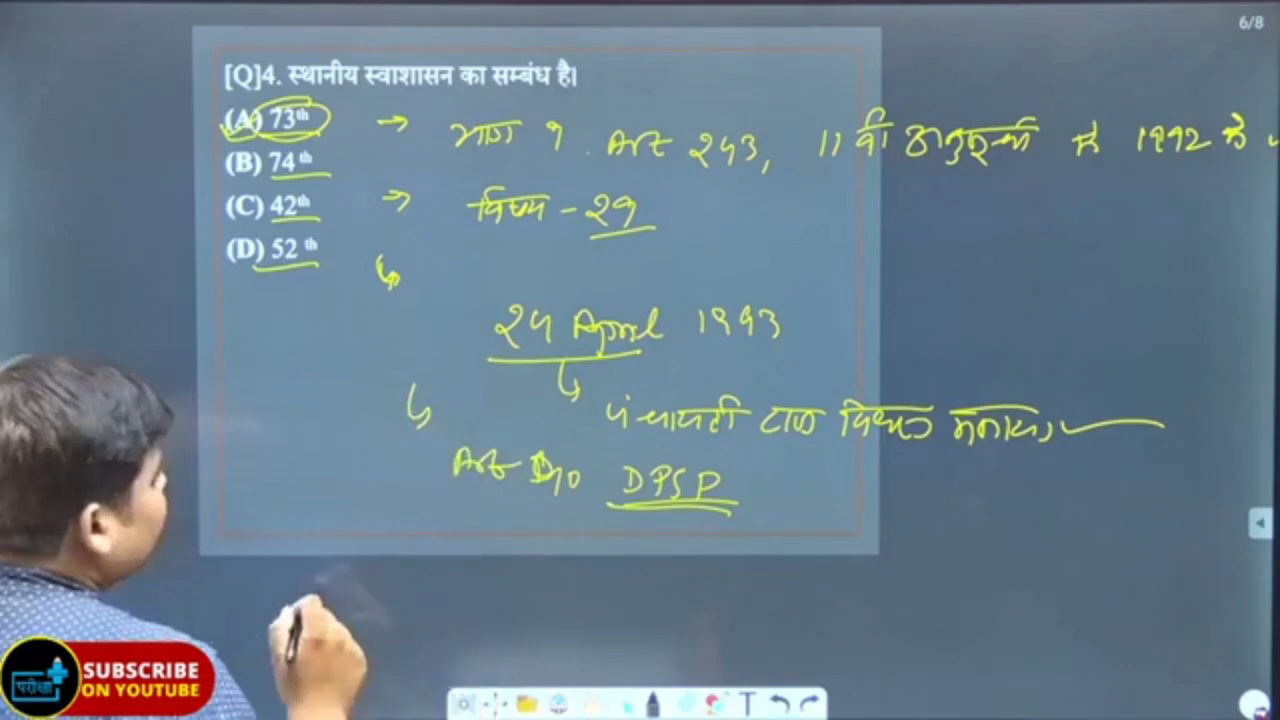 6/8
[Q]4. स्थानीय स्वाशासन का सम्बंध है।
(A) 73th → भाग 9. Art 243, 11 वी अनुसूची में 1992 के
(B) 74th
(C) 42th → विषय - 29
(D) 52th
24 April 1993
पंचायती राज दिवस मनाया
Art 40 DPSP
परीक्षा
SUBSCRIBE
ON YOUTUBE
T